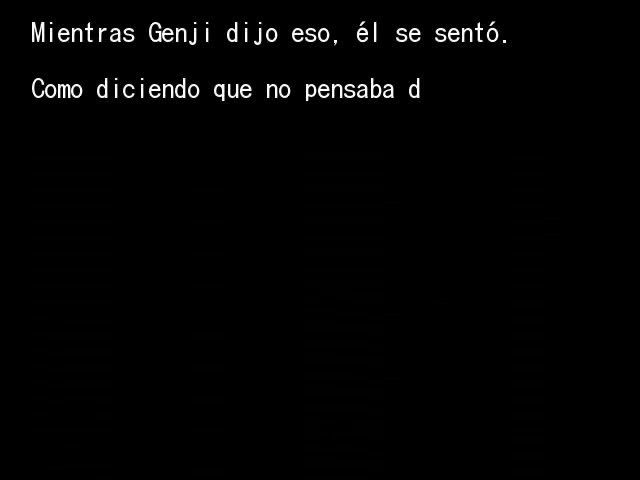 Mientras Genji dijo eso, él se sentó.
Como diciendo que no pensaba d